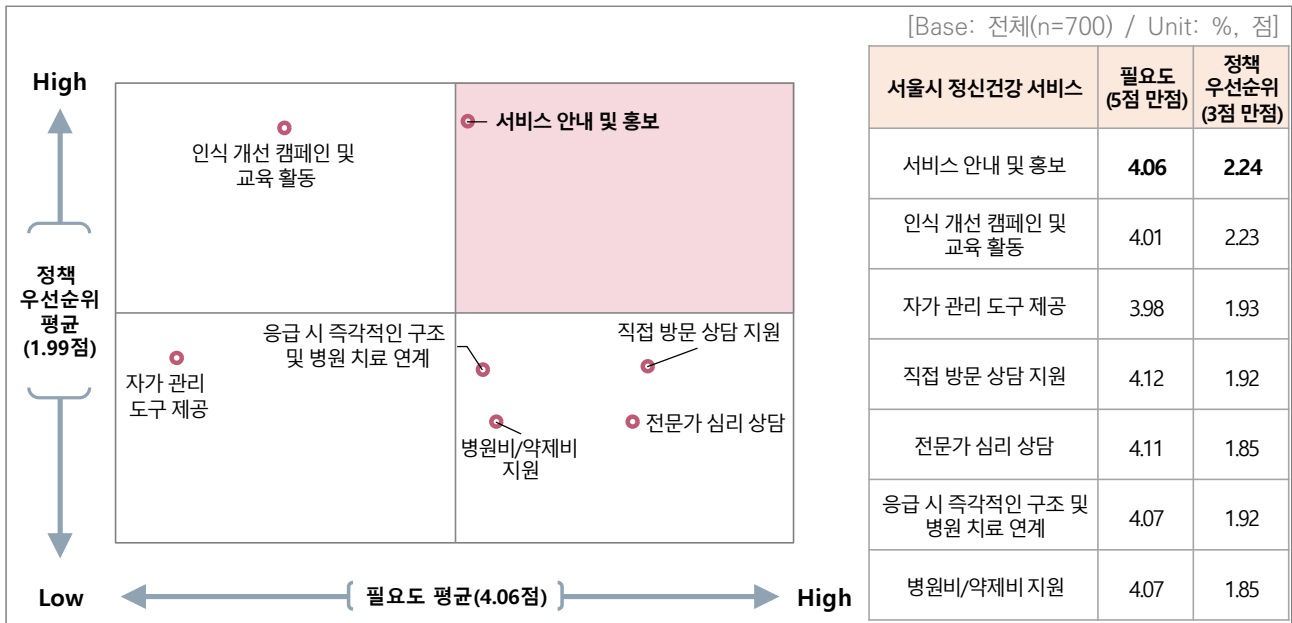 [Base: 전체(n=700) / Unit: %, 점]
High
서비스 안내 및 홍보
인식 개선 캠페인 및
교육 활동
정책
우선순위
평균
(1.99점)
응급 시 즉각적인 구조
및 병원 치료 연계
직접 방문 상담 지원
자가 관리
도구 제공
병원비/약제비
지원
전문가 심리 상담
Low
필요도 평균(4.06점)
High
서울시 정신건강 서비스
필요도
(5점 만점)
정책
우선순위
(3점 만점)
서비스 안내 및 홍보
4.06
2.24
인식 개선 캠페인 및
교육 활동
4.01
2.23
자가 관리 도구 제공
3.98
1.93
직접 방문 상담 지원
4.12
1.92
전문가 심리 상담
4.11
1.85
응급 시 즉각적인 구조 및
병원 치료 연계
4.07
1.92
병원비/약제비 지원
4.07
1.85